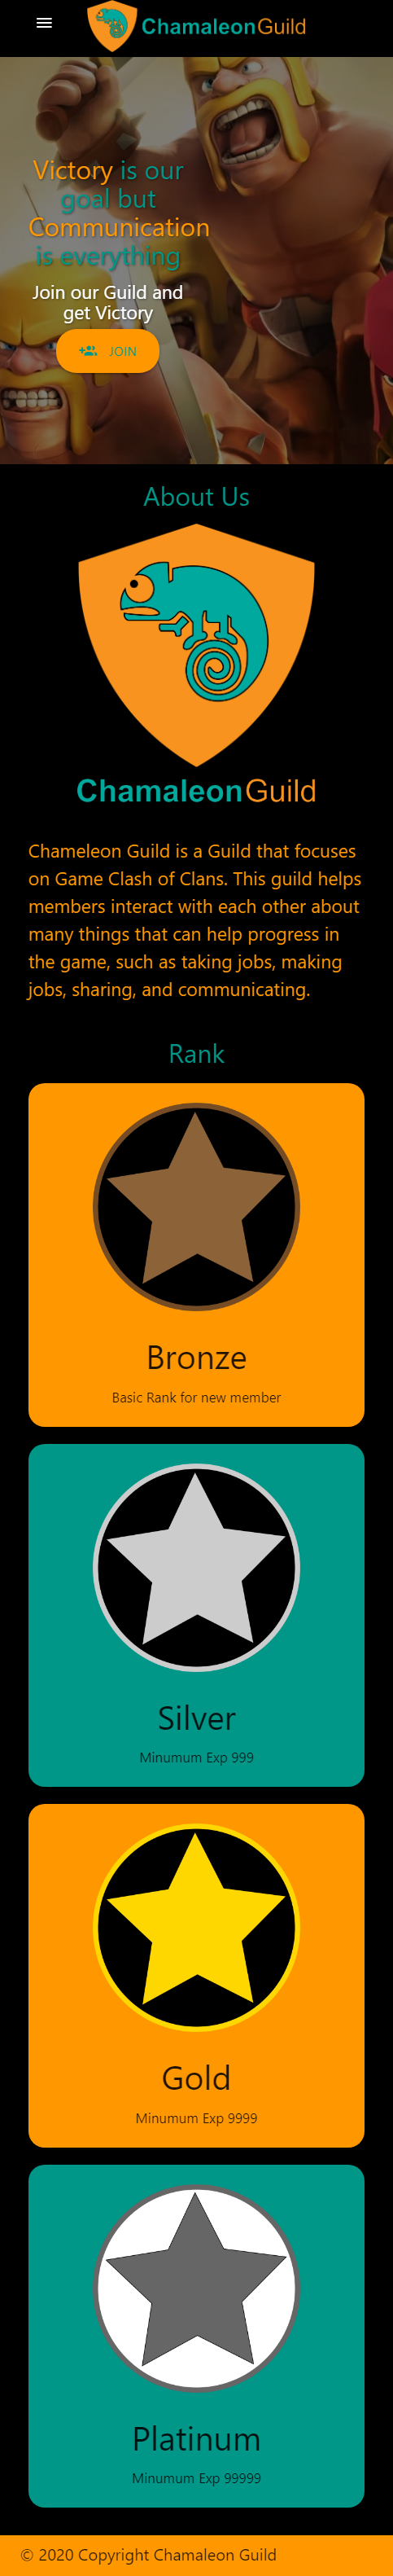 ChamaleonGuild
Victory is our
goal but
Communication
is everything
Join our Guild and
get Victory
JOIN
About Us
ChamaleonGuild
Chameleon Guild is a Guild that focuses
on Game Clash of Clans. This guild helps
members interact with each other about
many things that can help progress in
the game, such as taking jobs, making
jobs, sharing, and communicating.
Rank
Bronze
Basic Rank for new member
Silver
Minumum Exp 999
Gold
Minumum Exp 9999
Platinum
Minumum Exp 99999
© 2020 Copyright Chamaleon Guild